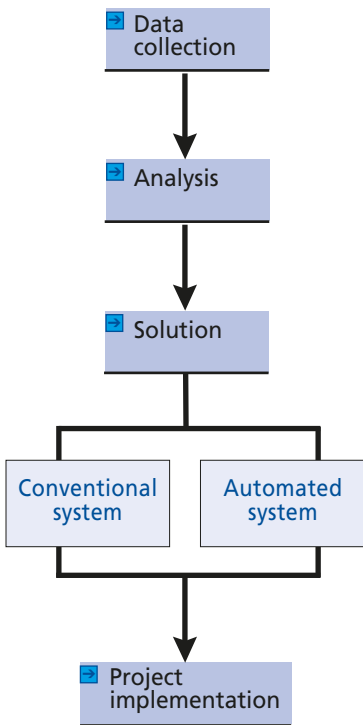 Data
collection
Analysis
Solution
Conventional
system
Automated
system
Project
implementation